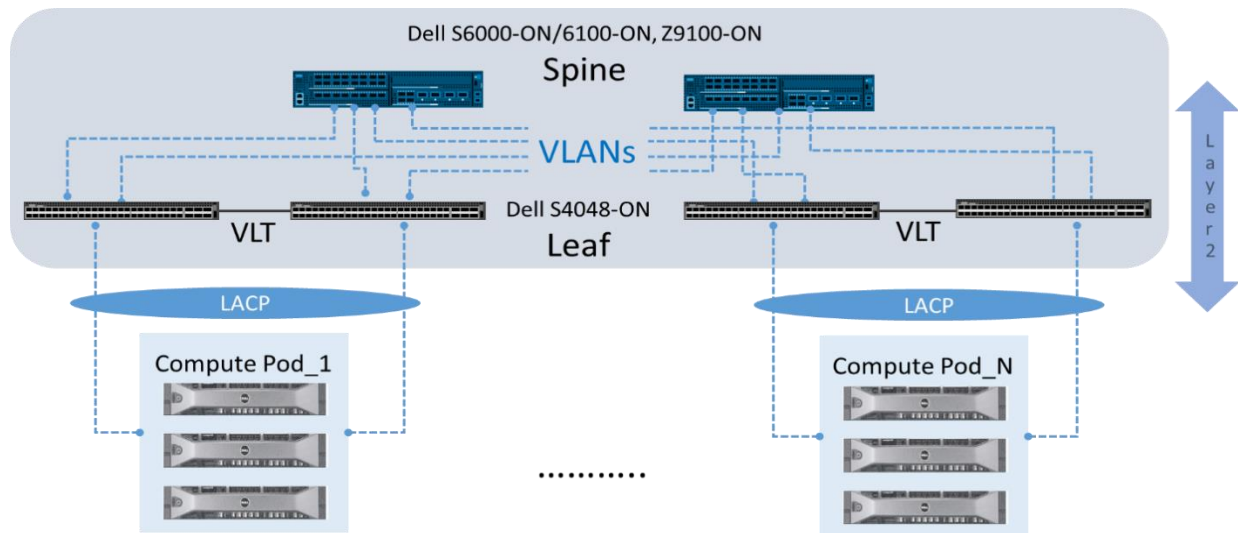 Dell S6000-ON/6100-ON, Z9100-ON
Spine
VLANs
Layer2
Dell S4048-ON
VLT
Leaf
VLT
LACP
LACP
Compute Pod_1
Compute Pod_N
...........